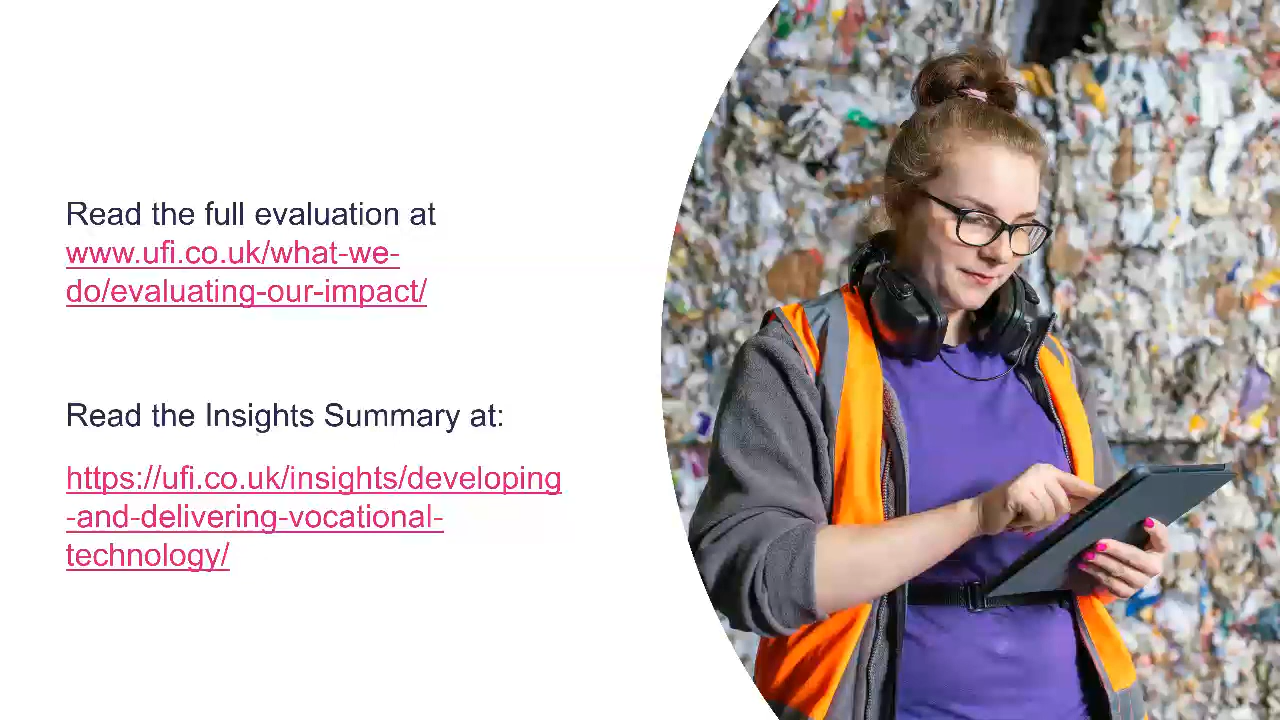 Read the full evaluation at
www.ufi.co.uk/what-we-
do/evaluating-our-impact/
Read the Insights Summary at:
https://ufi.co.uk/insights/developing
-and-delivering-vocational-
technology/